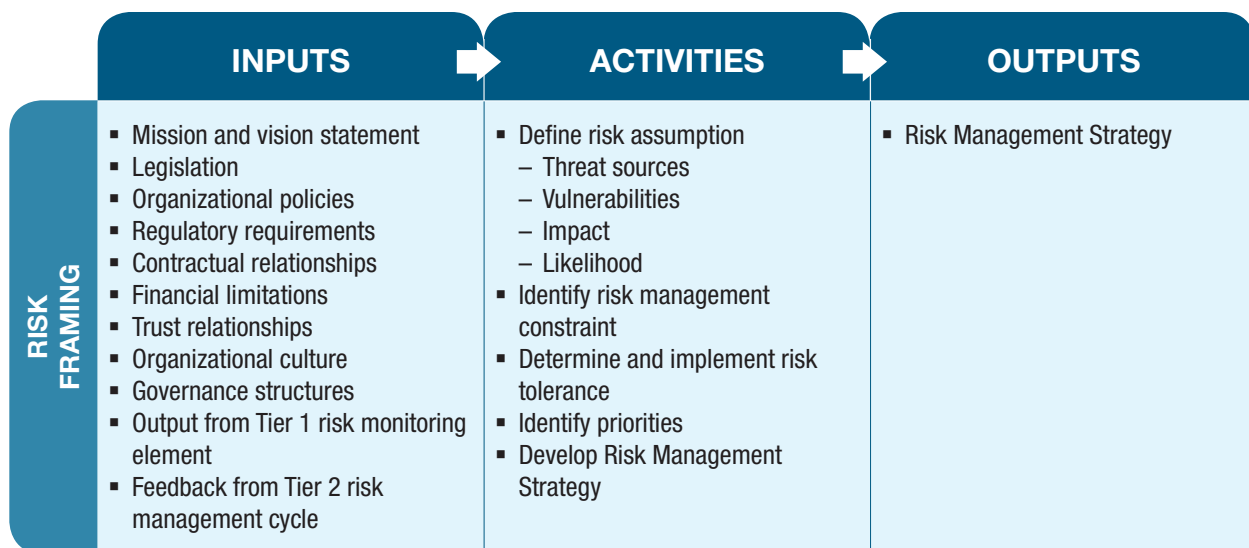 INPUTS
ACTIVITIES
OUTPUTS
RISK
FRAMING
▪ Mission and vision statement
▪ Legislation
▪ Organizational policies
▪ Regulatory requirements
▪ Contractual relationships
▪ Financial limitations
▪ Trust relationships
▪ Organizational culture
▪ Governance structures
▪ Output from Tier 1 risk monitoring
element
▪ Feedback from Tier 2 risk
management cycle
▪ Define risk assumption
– Threat sources
– Vulnerabilities
– Impact
– Likelihood
▪ Identify risk management
constraint
▪ Determine and implement risk
tolerance
▪ Identify priorities
▪ Develop Risk Management
Strategy
▪ Risk Management Strategy